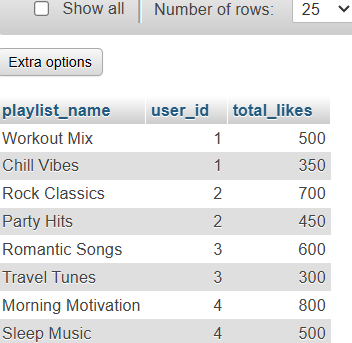 Show all Number of rows: 25
Extra options
playlist_name user_id total_likes
Workout Mix 1 500
Chill Vibes 1 350
Rock Classics 2 700
Party Hits 2 450
Romantic Songs 3 600
Travel Tunes 3 300
Morning Motivation 4 800
Sleep Music 4 500